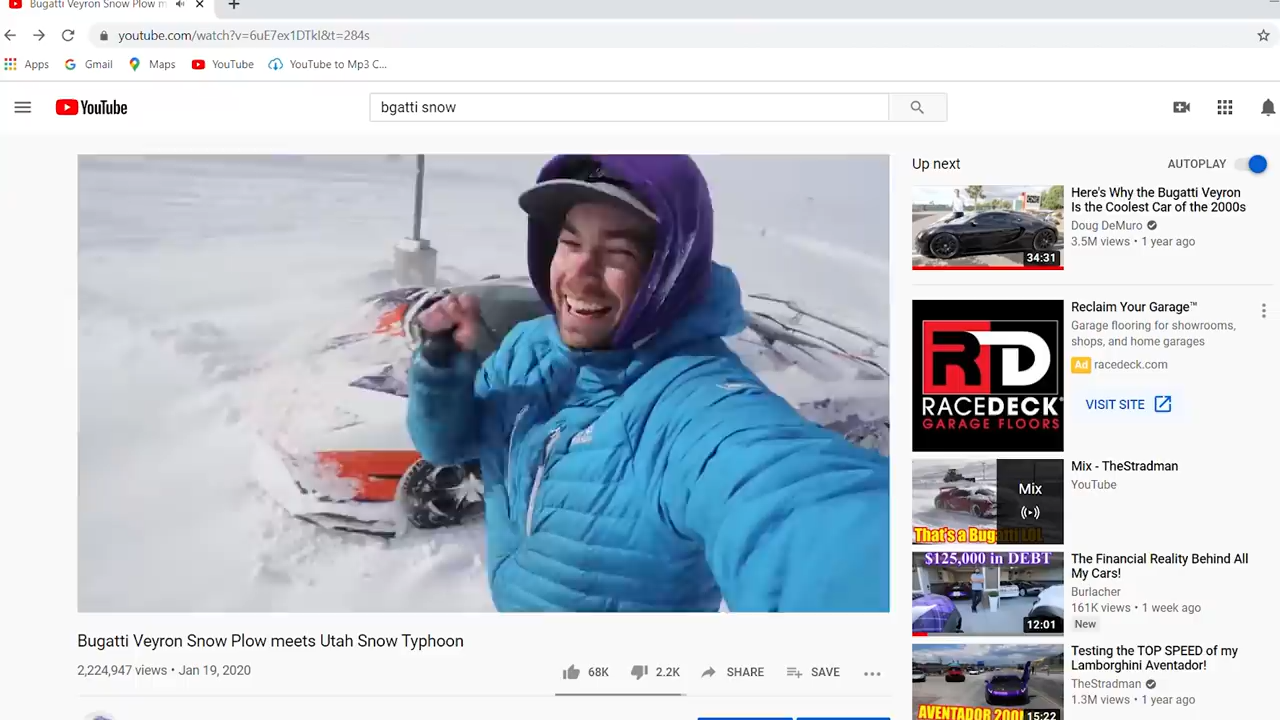 Bugatti Veyron Snow Plow m
youtube.com/watch?v=6uE7ex1DTkI&t=284s
Apps
Gmail
Maps
YouTube
YouTube to Mp3 C...
YouTube
bgatti snow
Up next
AUTOPLAY
Here's Why the Bugatti Veyron
Is the Coolest Car of the 2000s
Doug DeMuro
3.5M views • 1 year ago
34:31
Reclaim Your Garage™
Garage flooring for showrooms,
shops, and home garages
Ad racedeck.com
VISIT SITE
RD
RACEDECK
GARAGE FLOORS
Mix - TheStradman
YouTube
Mix
That's a Bugatti LOL
The Financial Reality Behind All
My Cars!
Burlacher
161K views • 1 week ago
New
$125,000 in DEBT
12:01
Testing the TOP SPEED of my
Lamborghini Aventador!
TheStradman
1.3M views • 1 year ago
15:22
Bugatti Veyron Snow Plow meets Utah Snow Typhoon
2,224,947 views • Jan 19, 2020
68K
2.2K
SHARE
SAVE